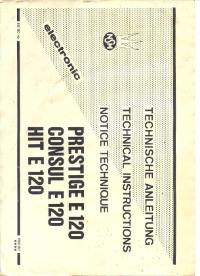 TECHNISCHE ANLEITUNG
TECHNICAL INSTRUCTIONS
NOTICE TECHNIQUE
electronic
PRESTIGE E 120
CONSUL E 120
HIT E 120